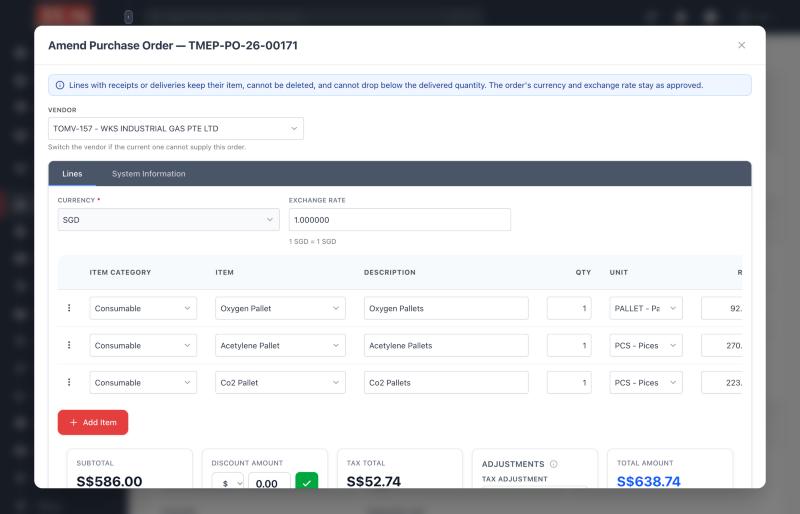 Amend Purchase Order — TMEP-PO-26-00171
Lines with receipts or deliveries keep their item, cannot be deleted, and cannot drop below the delivered quantity. The order's currency and exchange rate stay as approved.
VENDOR
TOMV-157 - WKS INDUSTRIAL GAS PTE LTD
Switch the vendor if the current one cannot supply this order.
Lines System Information
CURRENCY * EXCHANGE RATE
SGD 1.000000
1 SGD = 1 SGD
ITEM CATEGORY ITEM DESCRIPTION QTY UNIT R
Consumable Oxygen Pallet Oxygen Pallets 1 PALLET - Pa 92.
Consumable Acetylene Pallet Acetylene Pallets 1 PCS - Pices 270.
Consumable Co2 Pallet Co2 Pallets 1 PCS - Pices 223.
+ Add Item
SUBTOTAL DISCOUNT AMOUNT TAX TOTAL ADJUSTMENTS TOTAL AMOUNT
S$586.00 $ 0.00 S$52.74 TAX ADJUSTMENT S$638.74